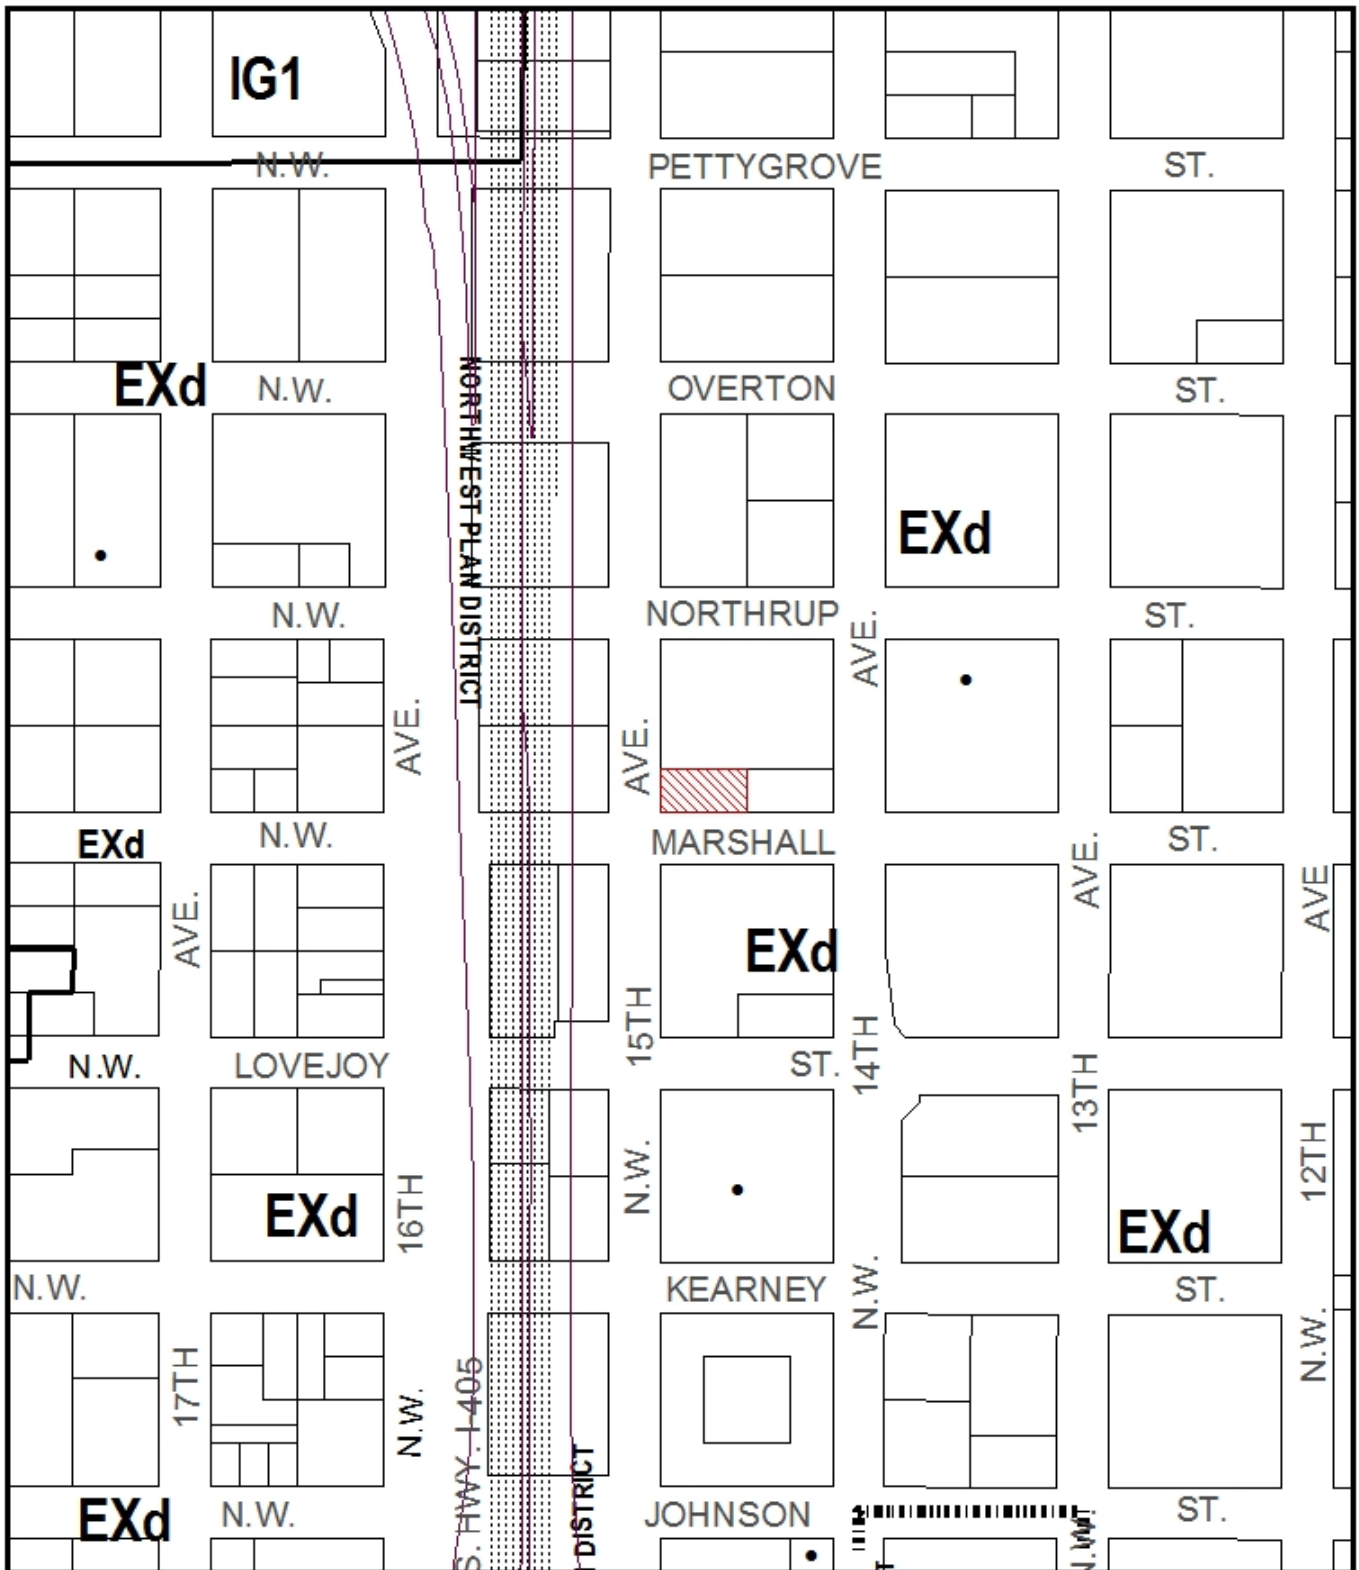 IG1
N.W. PETTYGROVE ST.
EXd
N.W. OVERTON ST.
NORTHWEST PLAN DISTRICT
EXd
N.W. NORTHRUP ST.
AVE.
AVE.
AVE.
EXd
N.W. MARSHALL ST.
AVE.
AVE.
AVE
EXd
15TH
14TH
N.W. LOVEJOY ST.
13TH
12TH
16TH
N.W.
EXd
EXd
N.W. KEARNEY ST.
N.W.
N.W.
17TH
N.W.
S. HWY. I-405
DISTRICT
EXd
N.W. JOHNSON ST.
N.W.